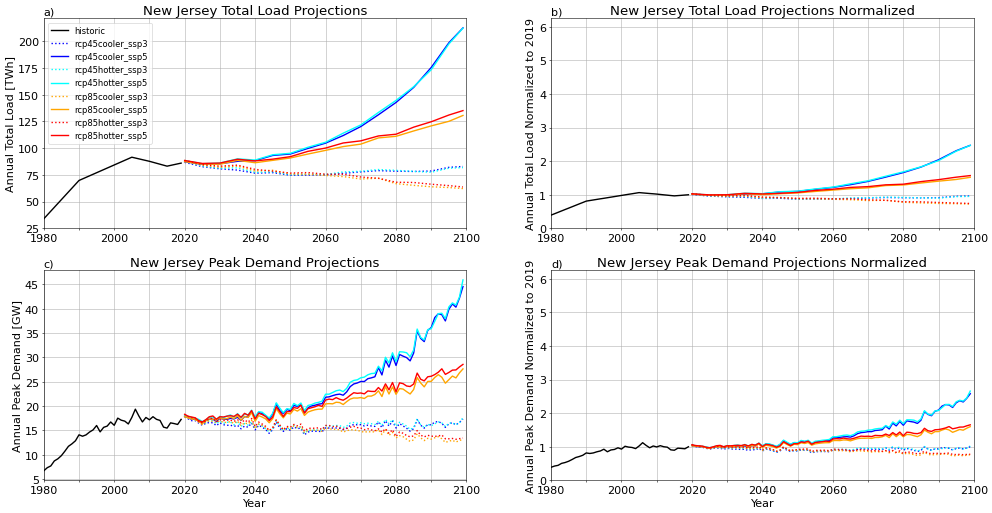 a)
New Jersey Total Load Projections
Annual Total Load [TWh]
200
175
150
125
100
75
50
25
historic
rcp45cooler_ssp3
rcp45cooler_ssp5
rcp45hotter_ssp3
rcp45hotter_ssp5
rcp85cooler_ssp3
rcp85cooler_ssp5
rcp85hotter_ssp3
rcp85hotter_ssp5
1980 2000 2020 2040 2060 2080 2100
b)
New Jersey Total Load Projections Normalized
Annual Total Load Normalized to 2019
6
5
4
3
2
1
0
1980 2000 2020 2040 2060 2080 2100
c)
New Jersey Peak Demand Projections
Annual Peak Demand [GW]
45
40
35
30
25
20
15
10
5
1980 2000 2020 2040 2060 2080 2100
Year
d)
New Jersey Peak Demand Projections Normalized
Annual Peak Demand Normalized to 2019
6
5
4
3
2
1
0
1980 2000 2020 2040 2060 2080 2100
Year